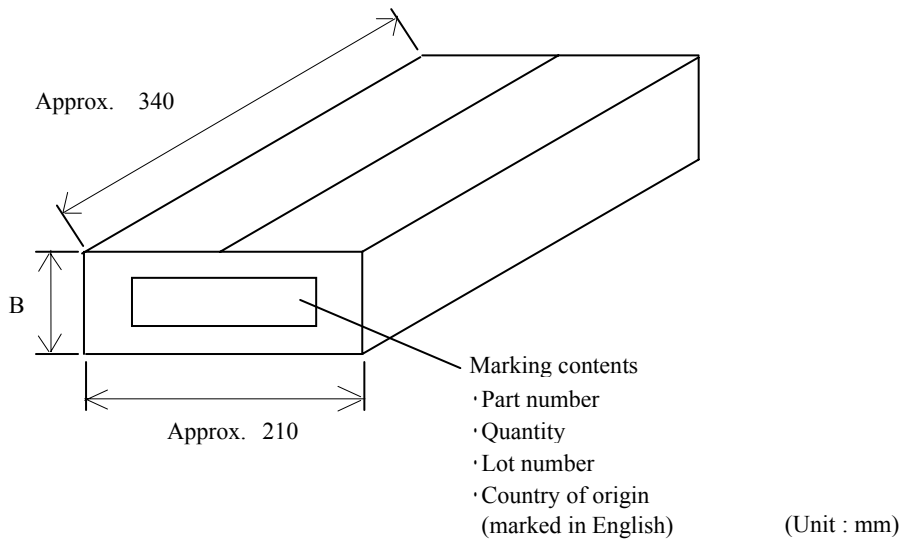 Approx. 340
B
Approx. 210
Marking contents
・Part number
・Quantity
・Lot number
・Country of origin
(marked in English)
(Unit : mm)